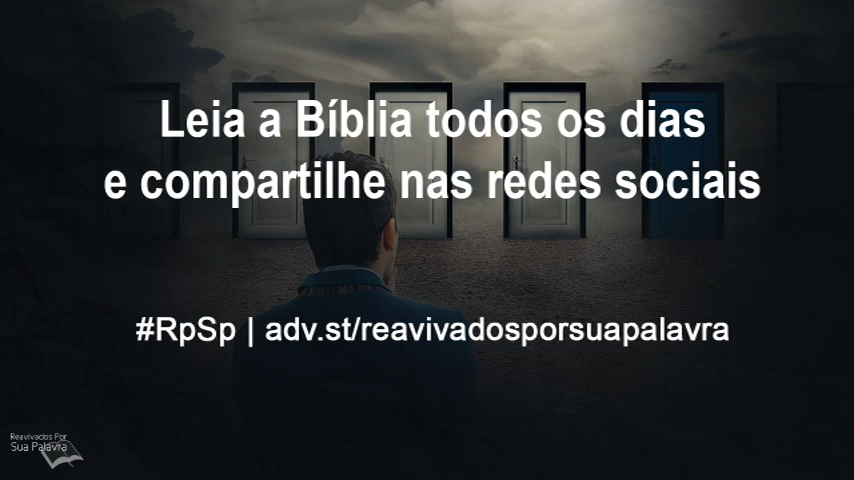 Leia a Bíblia todos os dias
e compartilhe nas redes sociais
#RpSp | adv.st/reavivadosporsuapalavra
Reavivados Por
Sua Palavra